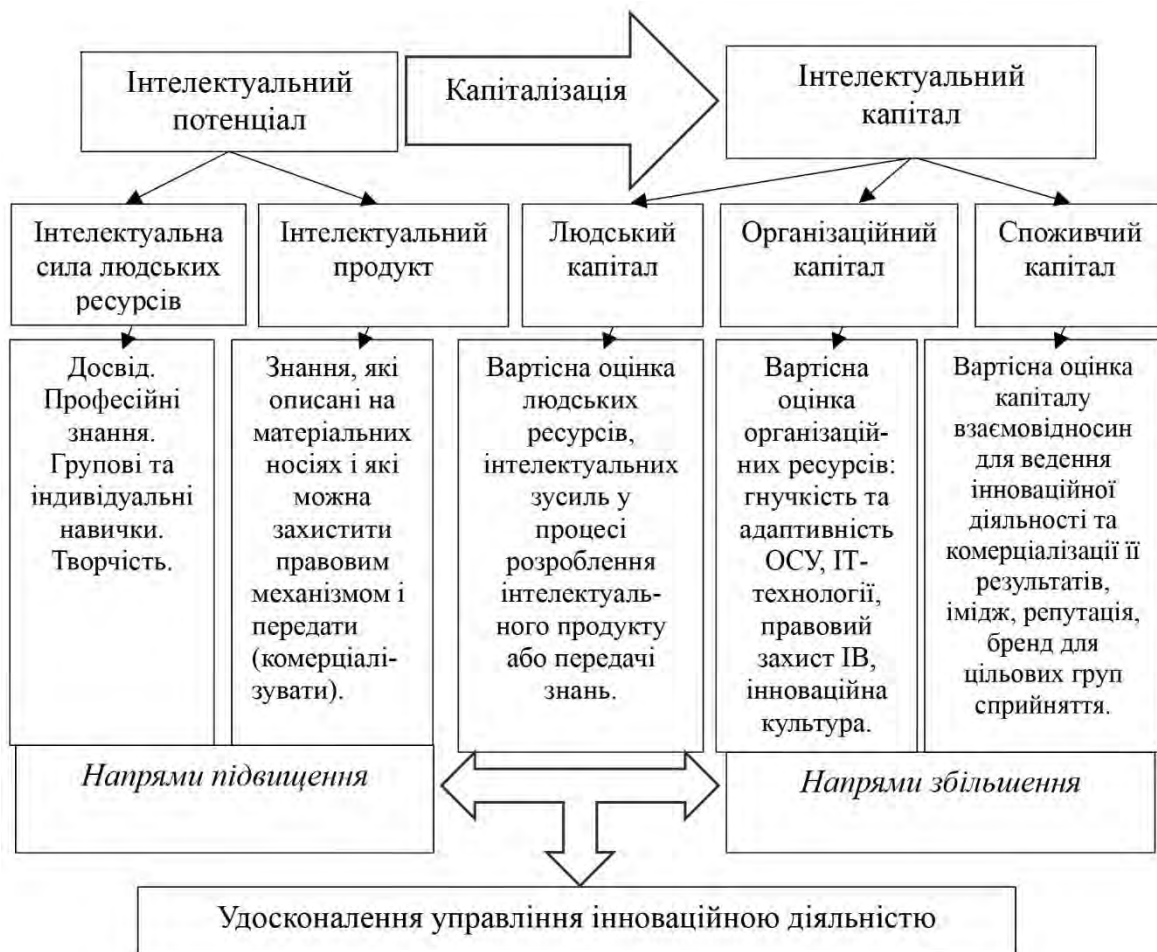 Інтелектуальний
потенціал
Капіталізація
Інтелектуальний
капітал
Інтелектуальна
сила людських
ресурсів
Інтелектуальний
продукт
Людський
капітал
Організаційний
капітал
Споживчий
капітал
Досвід.
Професійні
знання.
Групові та
індивідуальні
навички.
Творчість.
Знання, які
описані на
матеріальних
носіях і які
можна
захистити
правовим
механізмом і
передати
(комерціалі-
зувати).
Вартісна оцінка
людських
ресурсів,
інтелектуальних
зусиль у
процесі
розроблення
інтелектуаль-
ного продукту
або передачі
знань.
Вартісна
оцінка
організацій-
них ресурсів:
гнучкість та
адаптивність
ОСУ, ІТ-
технології,
правовий
захист ІВ,
інноваційна
культура.
Вартісна оцінка
капіталу
взаємовідносин
для ведення
інноваційної
діяльності та
комерціалізації її
результатів,
імідж, репутація,
бренд для
цільових груп
сприйняття.
Напрями підвищення
Напрями збільшення
Удосконалення управління інноваційною діяльністю